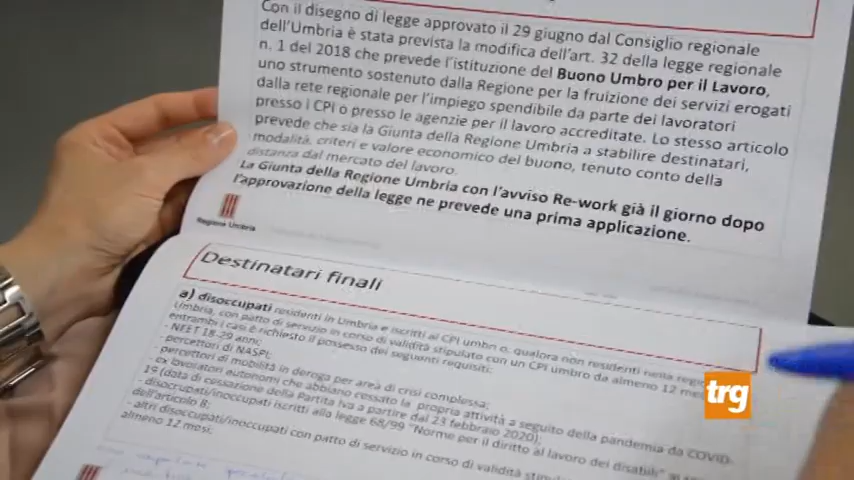 Con il disegno di legge approvato il 29 giugno dal Consiglio regionale
dell'Umbria è stata prevista la modifica dell'art. 32 della legge regionale
n. 1 del 2018 che prevede l'istituzione del Buono Umbro per il Lavoro,
uno strumento sostenuto dalla Regione per la fruizione dei servizi erogati
dalla rete regionale per l'impiego spendibile da parte dei lavoratori
presso i CPI o presso le agenzie per il lavoro accreditate. Lo stesso articolo
prevede che sia la Giunta della Regione Umbria a stabilire destinatari,
modalità, criteri e valore economico del buono, tenuto conto della
distanza dal mercato del lavoro.
La Giunta della Regione Umbria con l'avviso Re-work già il giorno dopo
l'approvazione della legge ne prevede una prima applicazione.
Regione Umbria
Destinatari finali
a) disoccupati residenti in Umbria e iscritti ai CPI umbri o, qualora non residenti nella
Umbria, con patto di servizio in corso di validità stipulato con un CPI umbro da almeno 12
entrambi i casi è richiesto il possesso dei seguenti requisiti:
- NEET 18-29 anni;
- percettori di NASPI;
- percettori di mobilità in deroga per area di crisi complessa;
- ex lavoratori autonomi che abbiano cessato la propria attività a seguito della pandemia da COVID-
19 (data di cessazione della Partita Iva a partire dal 23 febbraio 2020);
- disoccupati/inoccupati iscritti alla legge 68/99 "Norme per il diritto al lavoro dei disabili"
dell'articolo 8;
- altri disoccupati/inoccupati con patto di servizio in corso di validità
almeno 12 mesi;
trg